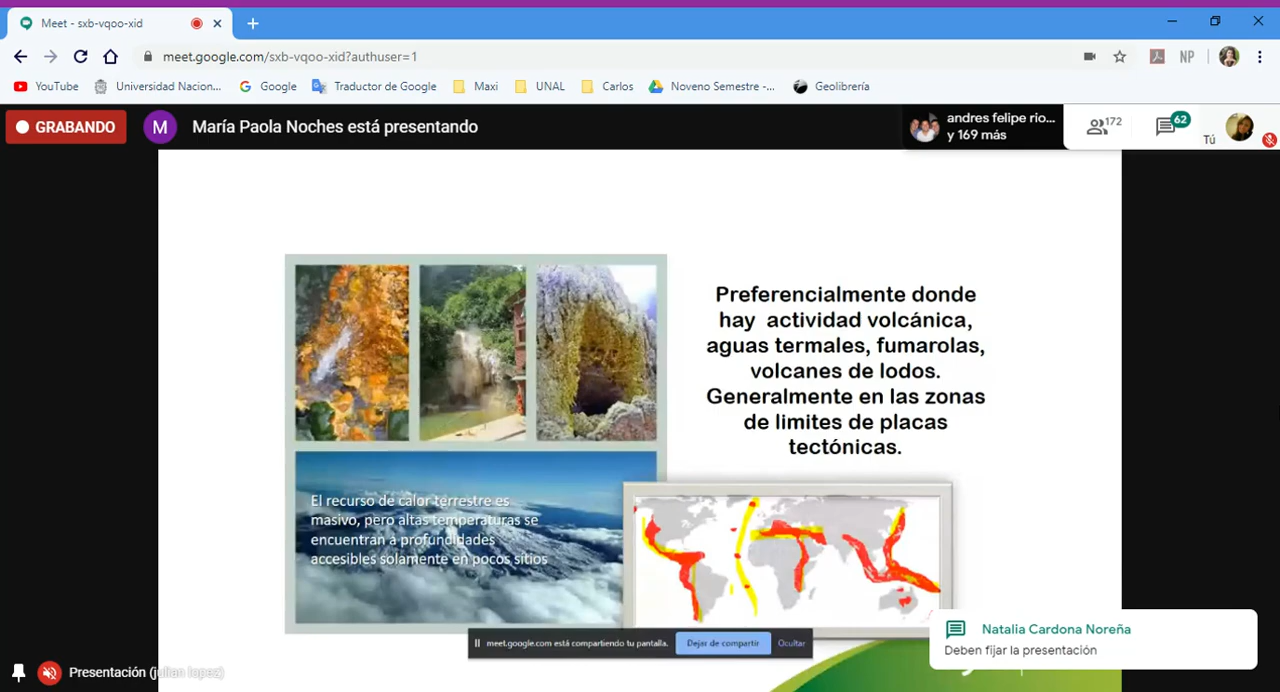 Meet - sxb-vqoo-xid
meet.google.com/sxb-vqoo-xid?authuser=1
NP
YouTube
Universidad Nacion...
Google
Traductor de Google
Maxi
UNAL
Carlos
Noveno Semestre -...
Geolibrería
GRABANDO
M
María Paola Noches está presentando
andres felipe rio...
y 169 más
172
62
Tú
Preferencialmente donde
hay actividad volcánica,
aguas termales, fumarolas,
volcanes de lodos.
Generalmente en las zonas
de limites de placas
tectónicas.
El recurso de calor terrestre es
masivo, pero altas temperaturas se
encuentran a profundidades
accesibles solamente en pocos sitios
meet.google.com está compartiendo tu pantalla.
Dejar de compartir
Ocultar
Natalia Cardona Noreña
Deben fijar la presentación
Presentación (julian lopez)